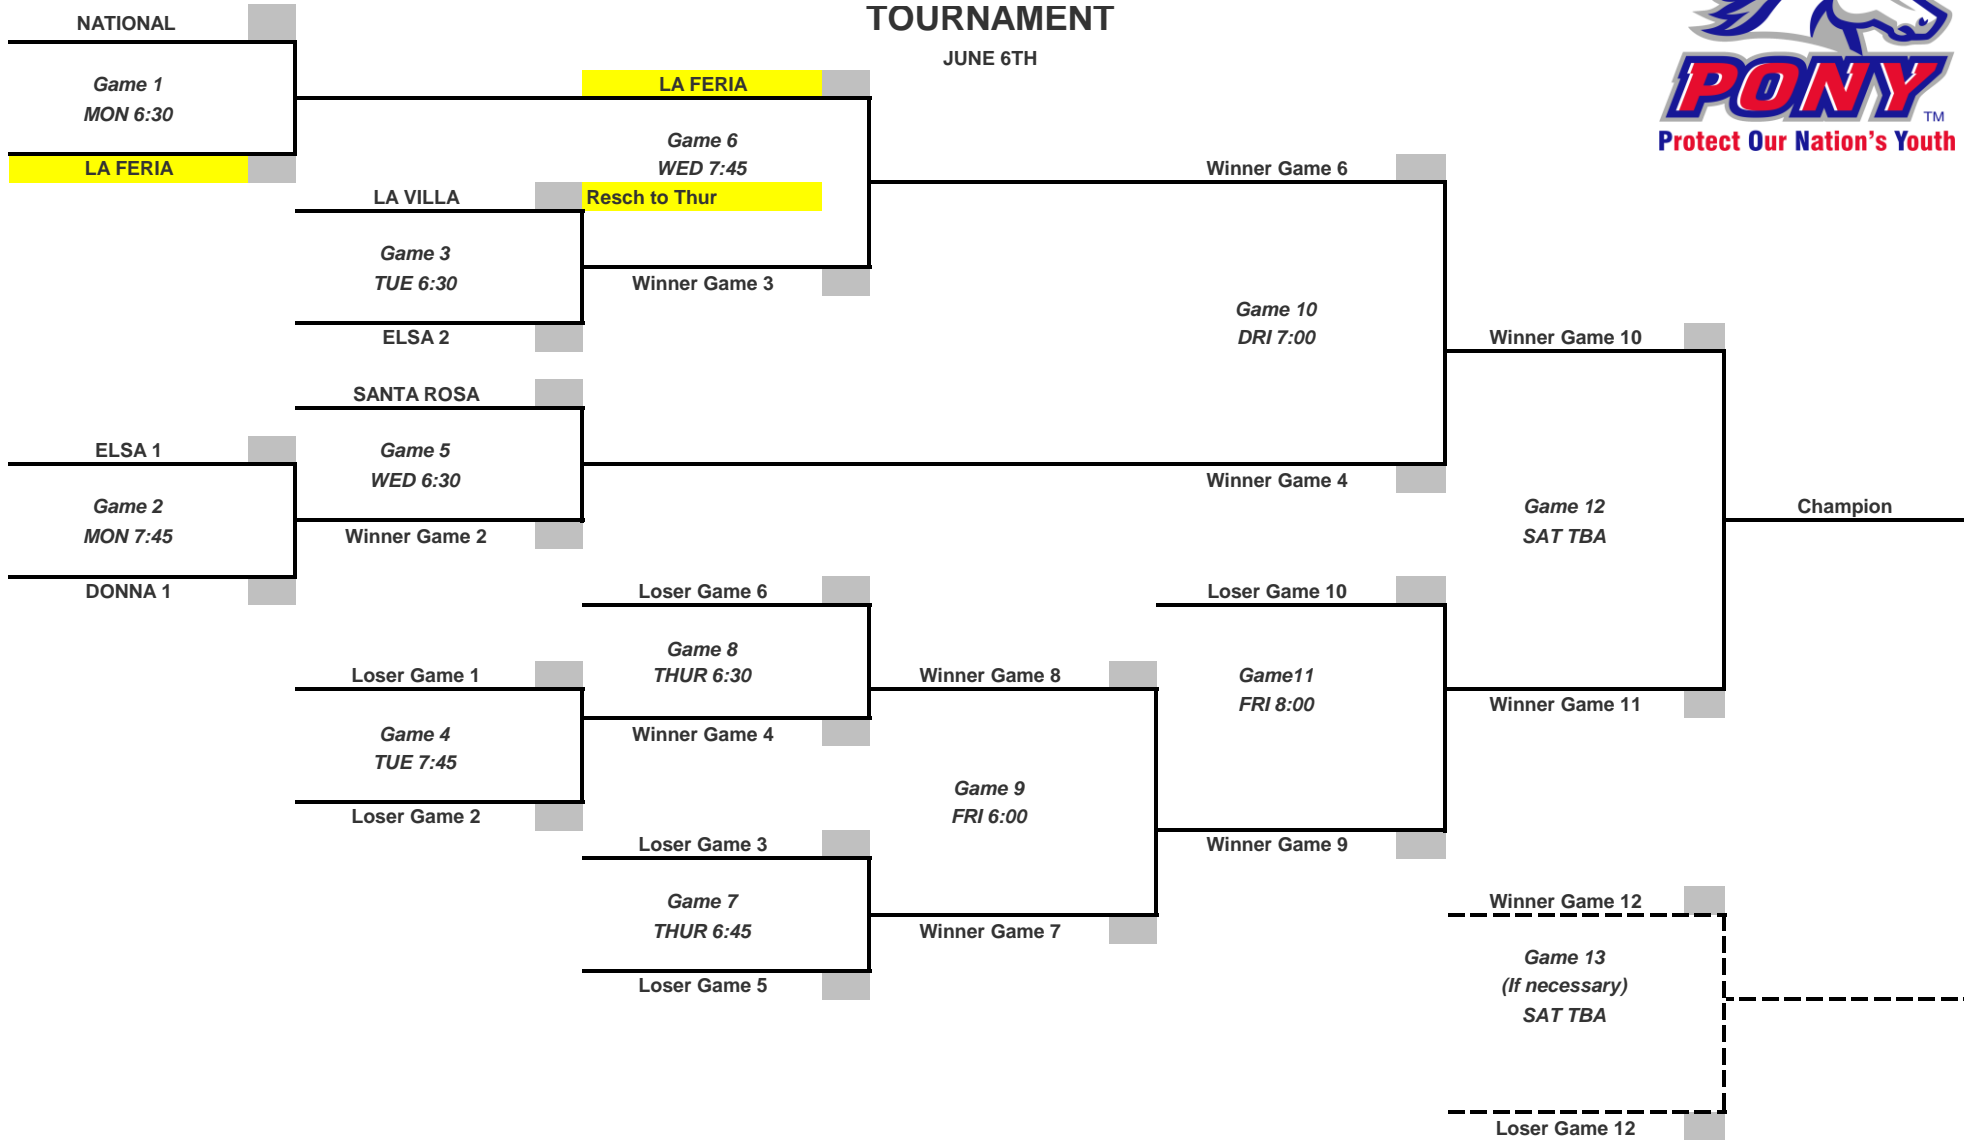 TOURNAMENT
JUNE 6TH
PONY
TM
Protect Our Nation's Youth
NATIONAL
Game 1
MON 6:30
LA FERIA
LA FERIA
Game 6
WED 7:45
Resch to Thur
Winner Game 3
LA VILLA
Game 3
TUE 6:30
ELSA 2
Winner Game 6
Game 10
DRI 7:00
Winner Game 4
SANTA ROSA
Game 5
WED 6:30
Winner Game 2
ELSA 1
Game 2
MON 7:45
DONNA 1
Winner Game 10
Game 12
SAT TBA
Winner Game 11
Champion
Loser Game 6
Game 8
THUR 6:30
Winner Game 4
Loser Game 1
Game 4
TUE 7:45
Loser Game 2
Winner Game 8
Game 9
FRI 6:00
Winner Game 7
Loser Game 10
Game11
FRI 8:00
Winner Game 9
Loser Game 3
Game 7
THUR 6:45
Loser Game 5
Winner Game 12
Game 13
(If necessary)
SAT TBA
Loser Game 12